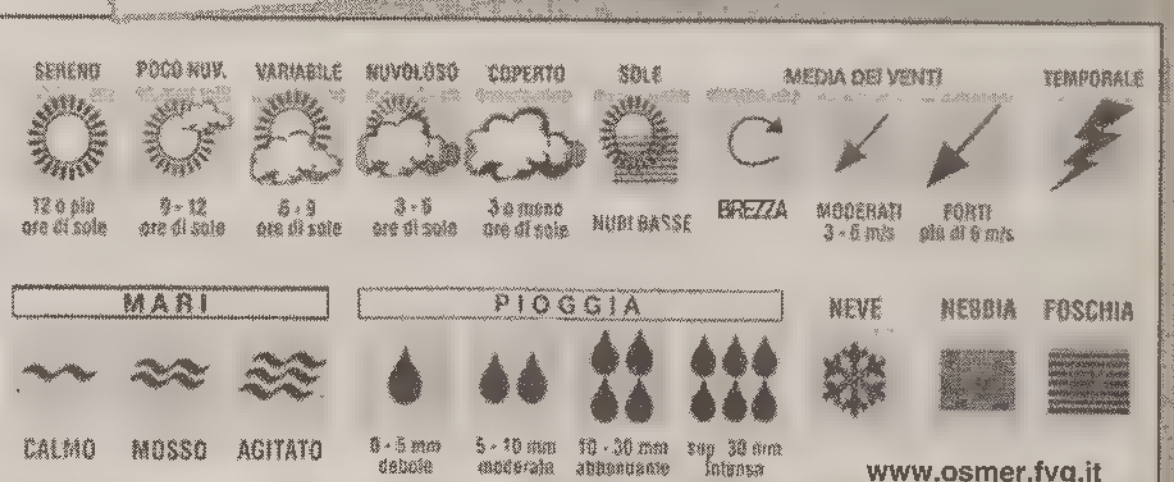 SERENO POCO NUV. VARIABILE NUVOLOSO COPERTO SOLE MEDIA DEI VENTI TEMPORALE
12 o più 9 - 12 6 - 9 3 - 6 3 o meno
ore di sole ore di sole ore di sole ore di sole ore di sole NUBI BASSE
BREZZA MODERATI FORTI
3 - 6 m/s più di 6 m/s
MARI PIOGGIA NEVE NEBBIA FOSCHIA
CALMO MOSSO AGITATO
0 - 5 mm 5 - 10 mm 10 - 30 mm sup. 30 mm
debole moderata abbondante intensa
www.osmer.fvg.it